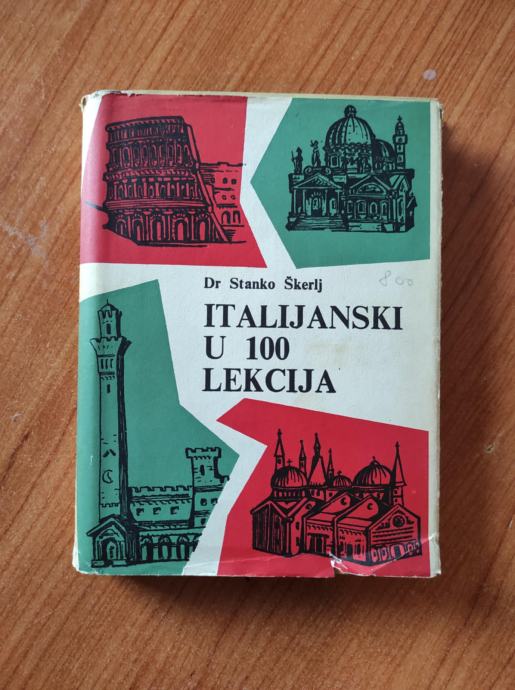 Dr Stanko Škerlj
800
ITALIJANSKI
U 100
LEKCIJA